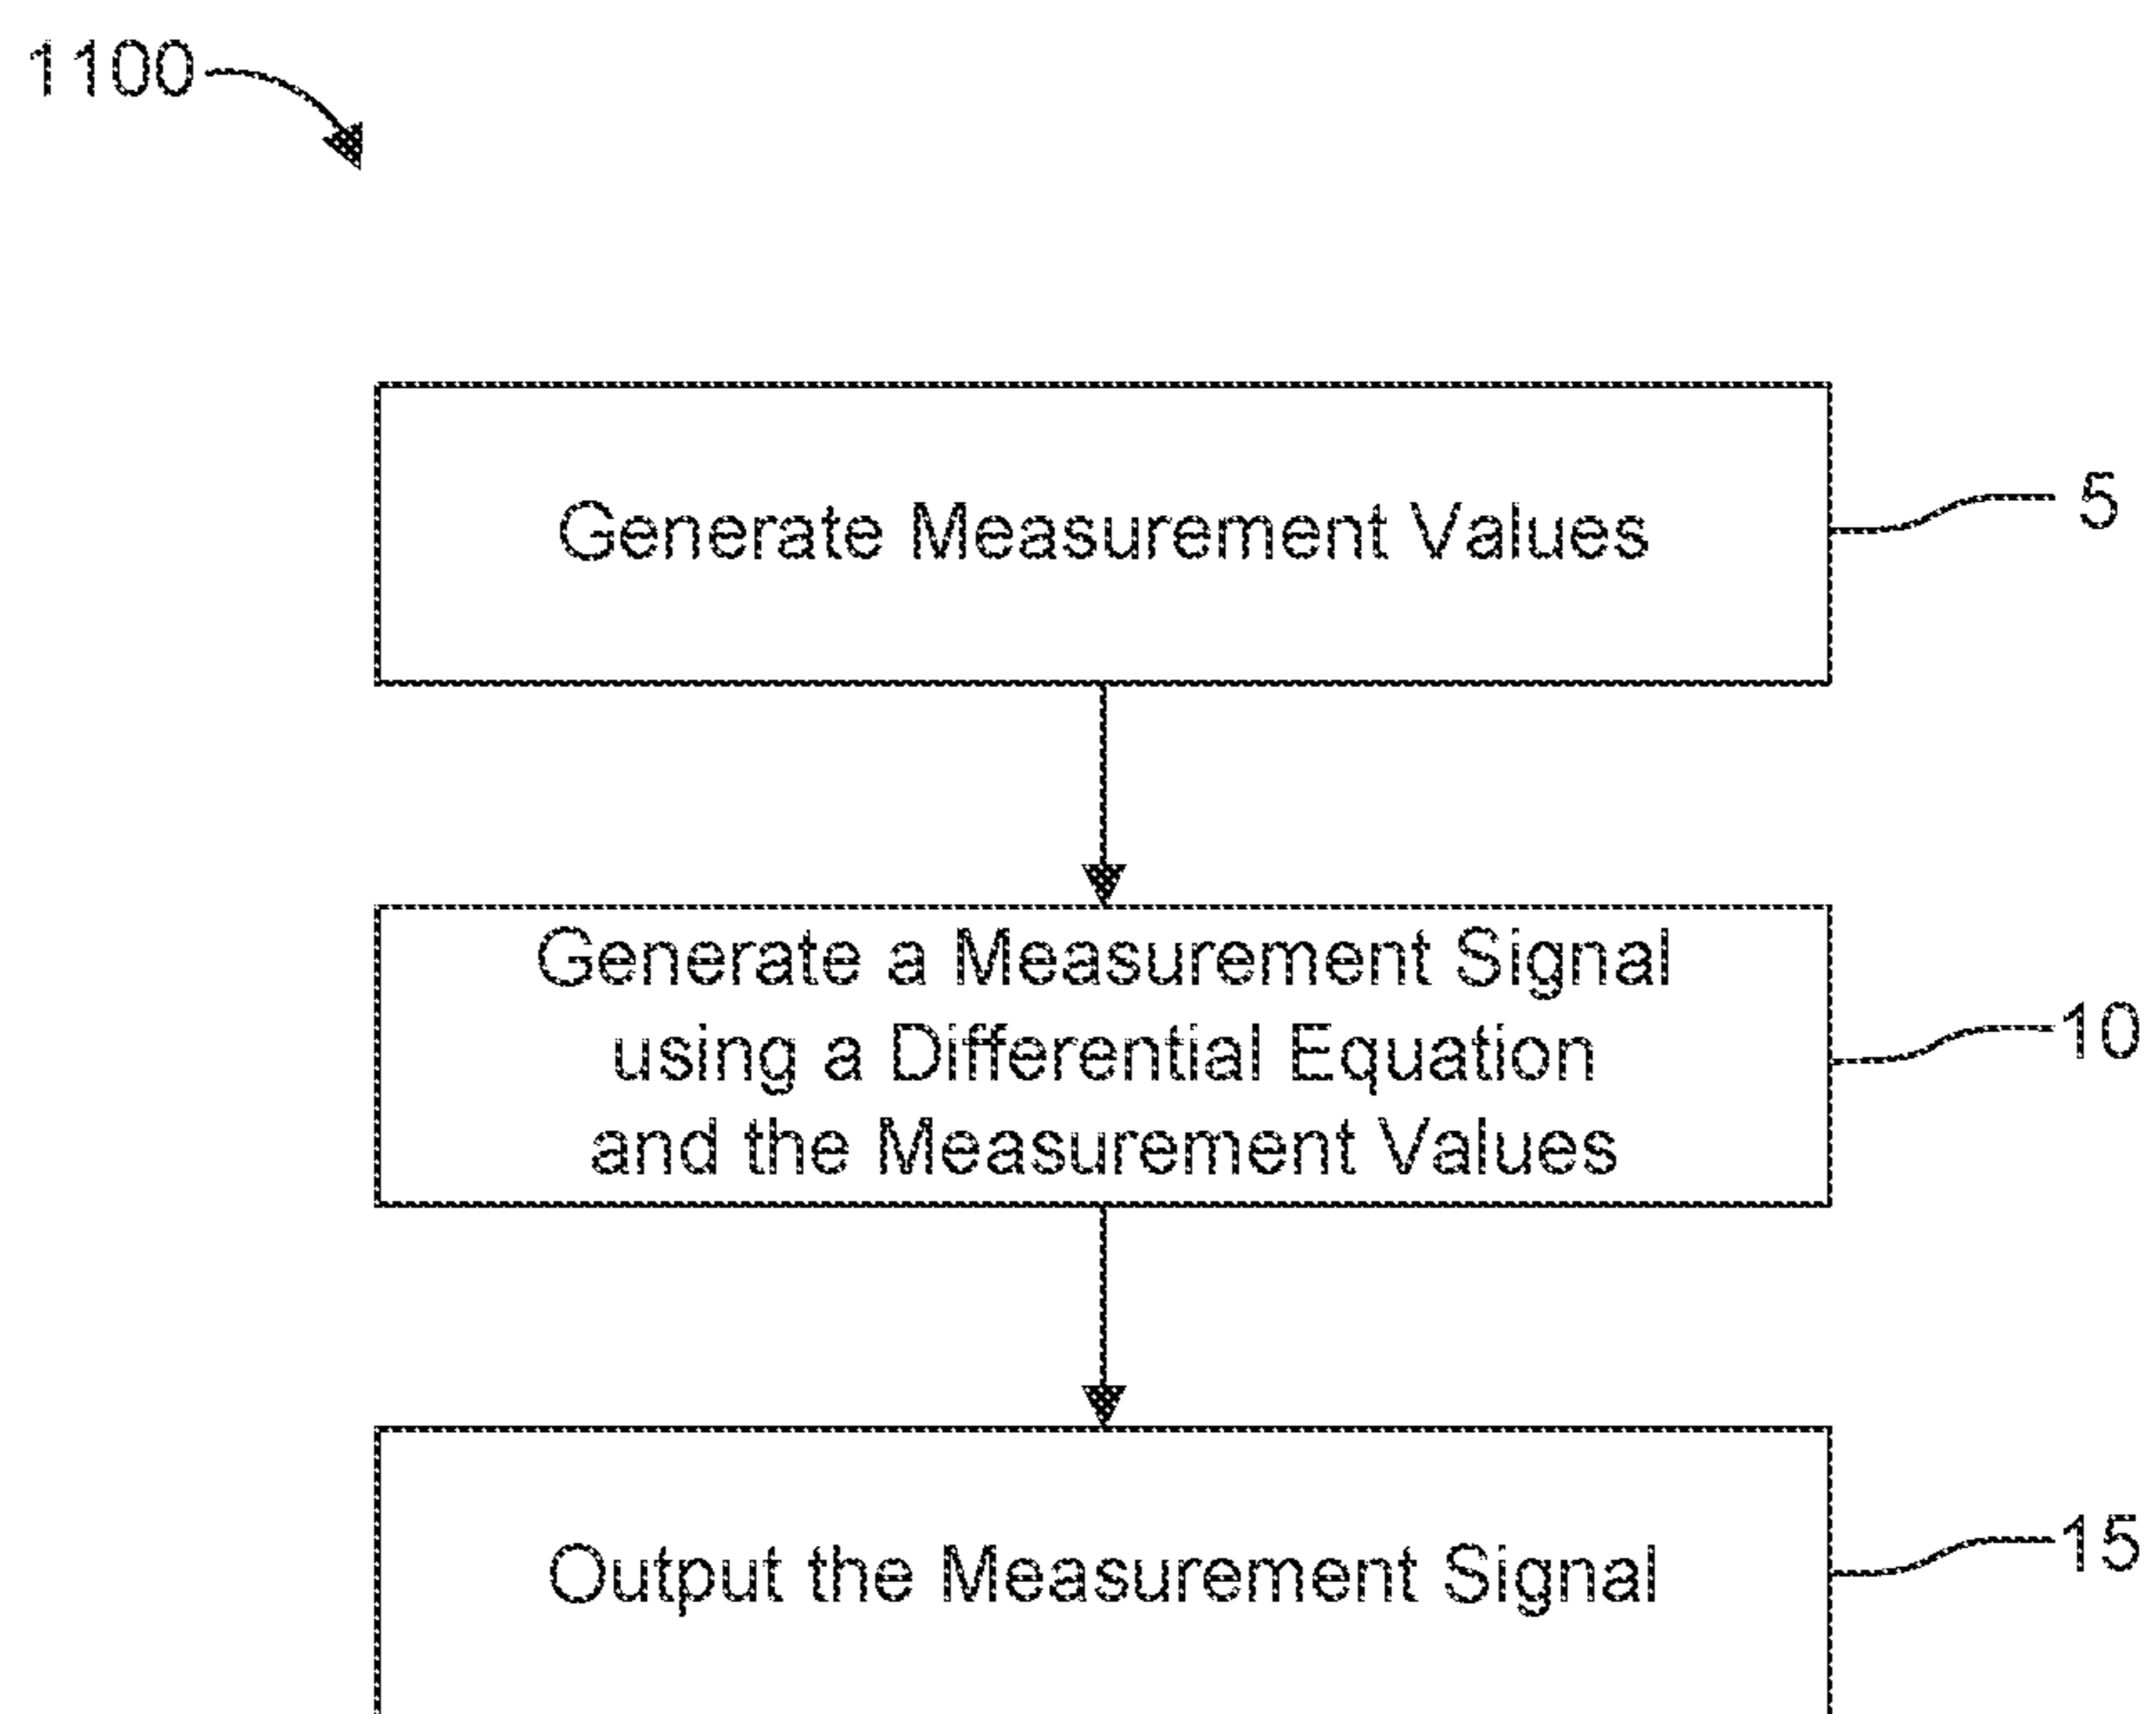 1100
Generate Measurement Values
5
Generate a Measurement Signal
using a Differential Equation
and the Measurement Values
10
Output the Measurement Signal
15